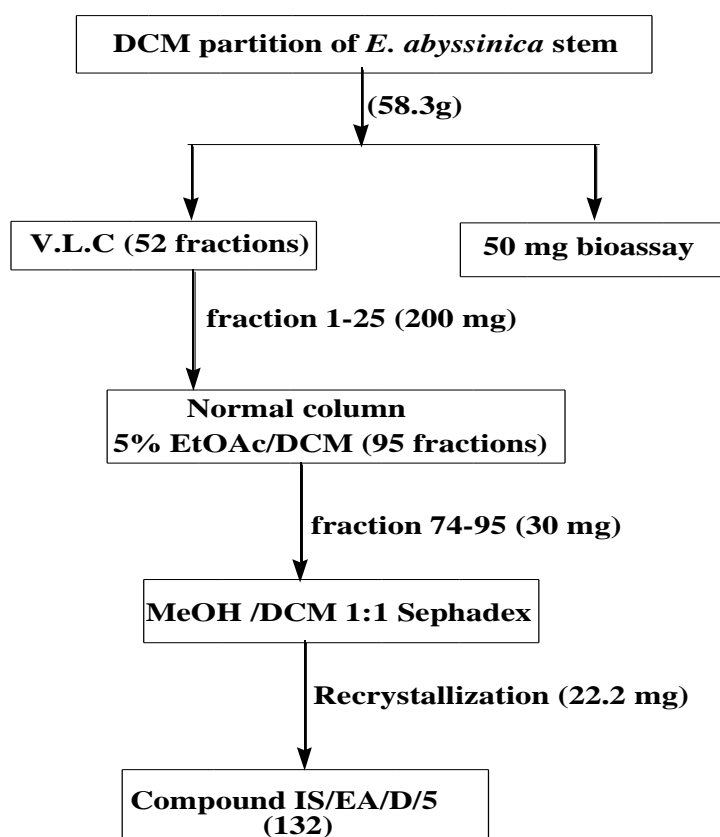 DCM partition of E. abyssinica stem
(58.3g)
V.L.C (52 fractions)
50 mg bioassay
fraction 1-25 (200 mg)
Normal column
5% EtOAc/DCM (95 fractions)
fraction 74-95 (30 mg)
MeOH /DCM 1:1 Sephadex
Recrystallization (22.2 mg)
Compound IS/EA/D/5
(132)